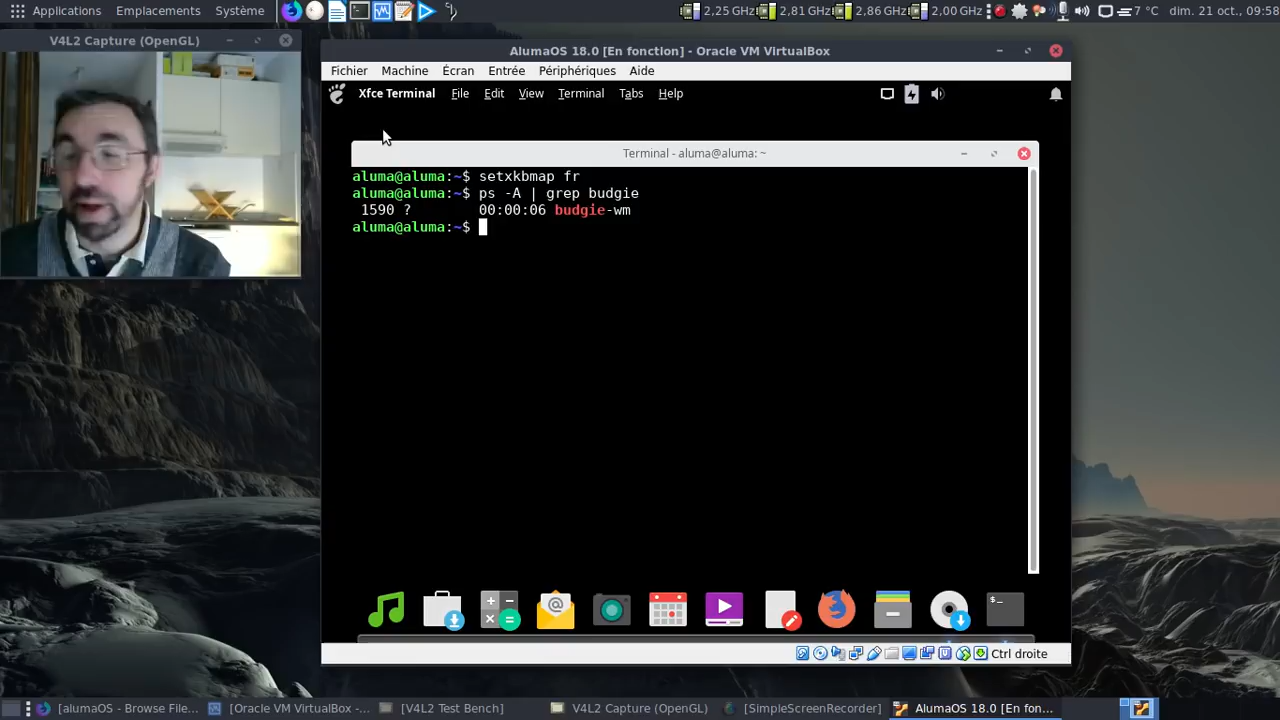 Applications Emplacements Système
2,25 GHz 2,81 GHz 2,86 GHz 2,00 GHz 7 °C dim. 21 oct., 09:58
V4L2 Capture (OpenGL)
AlumaOS 18.0 [En fonction] - Oracle VM VirtualBox
Fichier Machine Écran Entrée Périphériques Aide
Xfce Terminal File Edit View Terminal Tabs Help
Terminal - aluma@aluma: ~
aluma@aluma:~$ setxkbmap fr
aluma@aluma:~$ ps -A | grep budgie
1590 ? 00:00:06 budgie-wm
aluma@aluma:~$
Ctrl droite
[alumaOS - Browse File... [Oracle VM VirtualBox -... [V4L2 Test Bench] V4L2 Capture (OpenGL) [SimpleScreenRecorder] AlumaOS 18.0 [En fon...